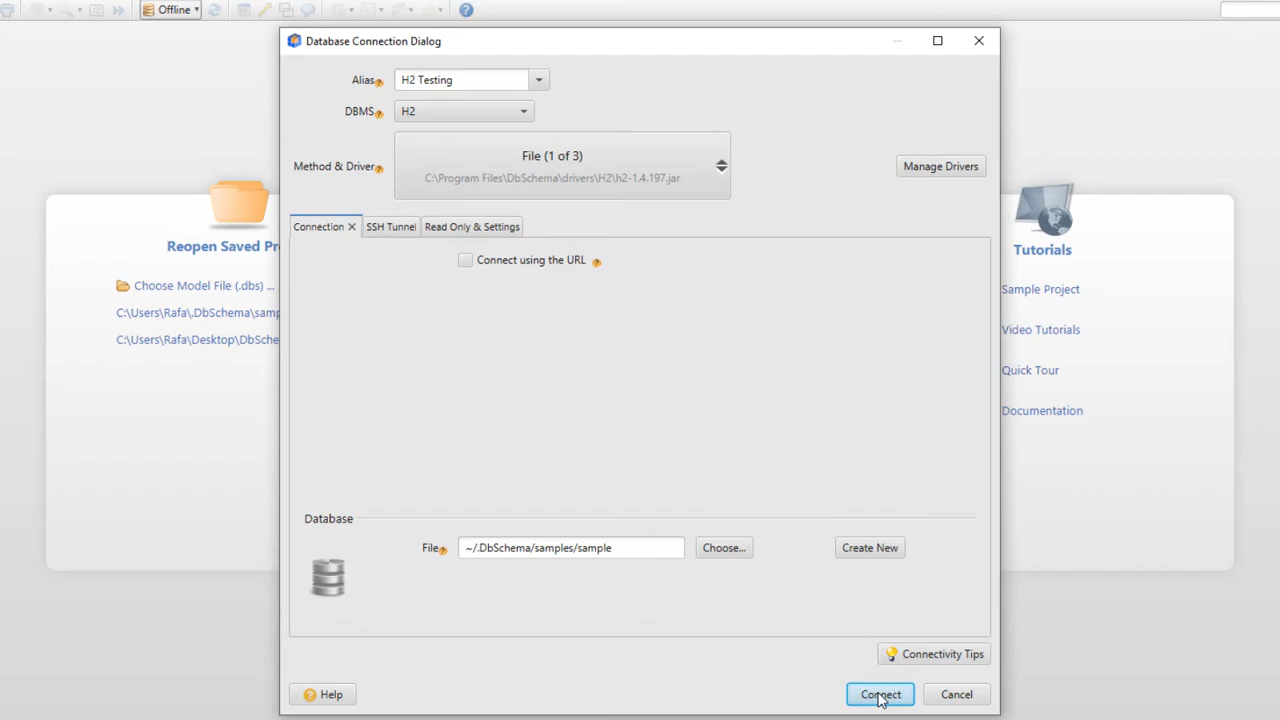 Offline
Database Connection Dialog
Alias
H2 Testing
DBMS
H2
Method & Driver
File (1 of 3)
C:\Program Files\DbSchema\drivers\H2\h2-1.4.197.jar
Manage Drivers
Connection
SSH Tunnel
Read Only & Settings
Connect using the URL
Reopen Saved Pr
Choose Model File (.dbs) ...
C:\Users\Rafa\.DbSchema\samp
C:\Users\Rafa\Desktop\DbSche
Tutorials
Sample Project
Video Tutorials
Quick Tour
Documentation
Database
File
~/.DbSchema/samples/sample
Choose...
Create New
Connectivity Tips
Help
Connect
Cancel